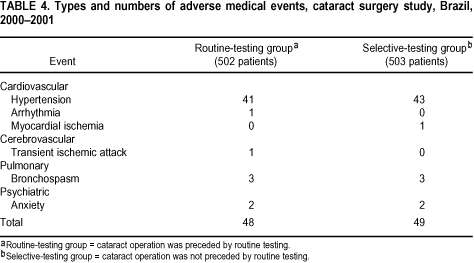 TABLE 4. Types and numbers of adverse medical events, cataract surgery study, Brazil,
2000–2001
Routine-testing groupa Selective-testing groupb
Event (502 patients) (503 patients)
Cardiovascular
Hypertension 41 43
Arrhythmia 1 0
Myocardial ischemia 0 1
Cerebrovascular
Transient ischemic attack 1 0
Pulmonary
Bronchospasm 3 3
Psychiatric
Anxiety 2 2
Total 48 49
a Routine-testing group = cataract operation was preceded by routine testing.
b Selective-testing group = cataract operation was not preceded by routine testing.